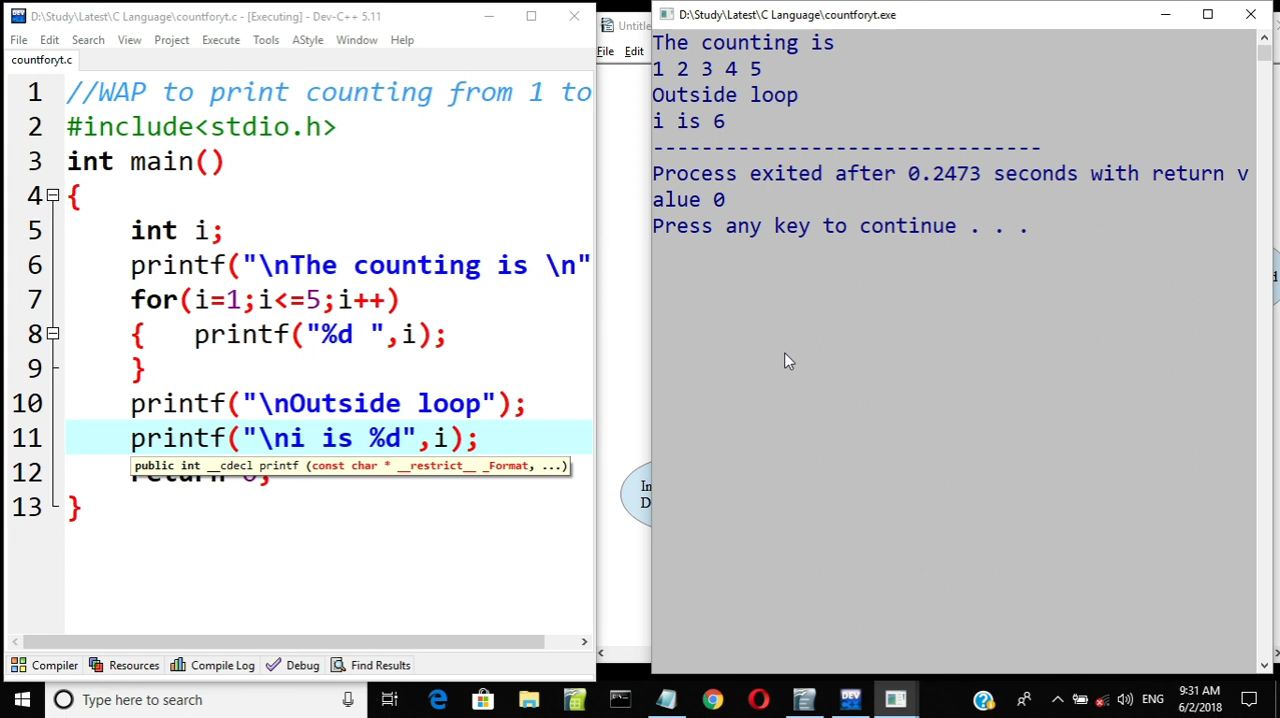 D:\Study\Latest\C Language\countforyt.c - [Executing] - Dev-C++ 5.11
File Edit Search View Project Execute Tools AStyle Window Help
countforyt.c
1 //WAP to print counting from 1 to
2 #include<stdio.h>
3 int main()
4 {
5 int i;
6 printf("\nThe counting is \n"
7 for(i=1;i<=5;i++)
8 { printf("%d ",i);
9 }
10 printf("\nOutside loop");
11 printf("\ni is %d",i);
public int __cdecl printf (const char * __restrict__ _Format, ...)
12 return 0;
13 }
Compiler Resources Compile Log Debug Find Results
Untitle
File Edit
In
D
D:\Study\Latest\C Language\countforyt.exe
The counting is
1 2 3 4 5
Outside loop
i is 6
--------------------------------
Process exited after 0.2473 seconds with return v
alue 0
Press any key to continue . . .
Type here to search
DEV
ENG
9:31 AM
6/2/2018